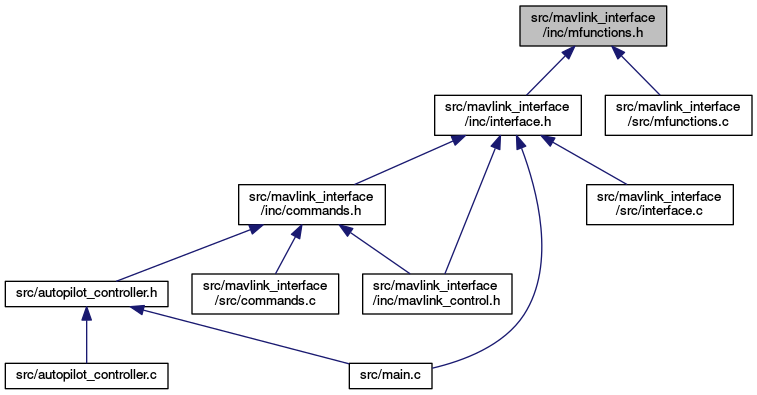 src/mavlink_interface
/inc/mfunctions.h
src/mavlink_interface
/inc/interface.h
src/mavlink_interface
/src/mfunctions.c
src/mavlink_interface
/inc/commands.h
src/mavlink_interface
/src/interface.c
src/autopilot_controller.h
src/mavlink_interface
/src/commands.c
src/mavlink_interface
/inc/mavlink_control.h
src/autopilot_controller.c
src/main.c